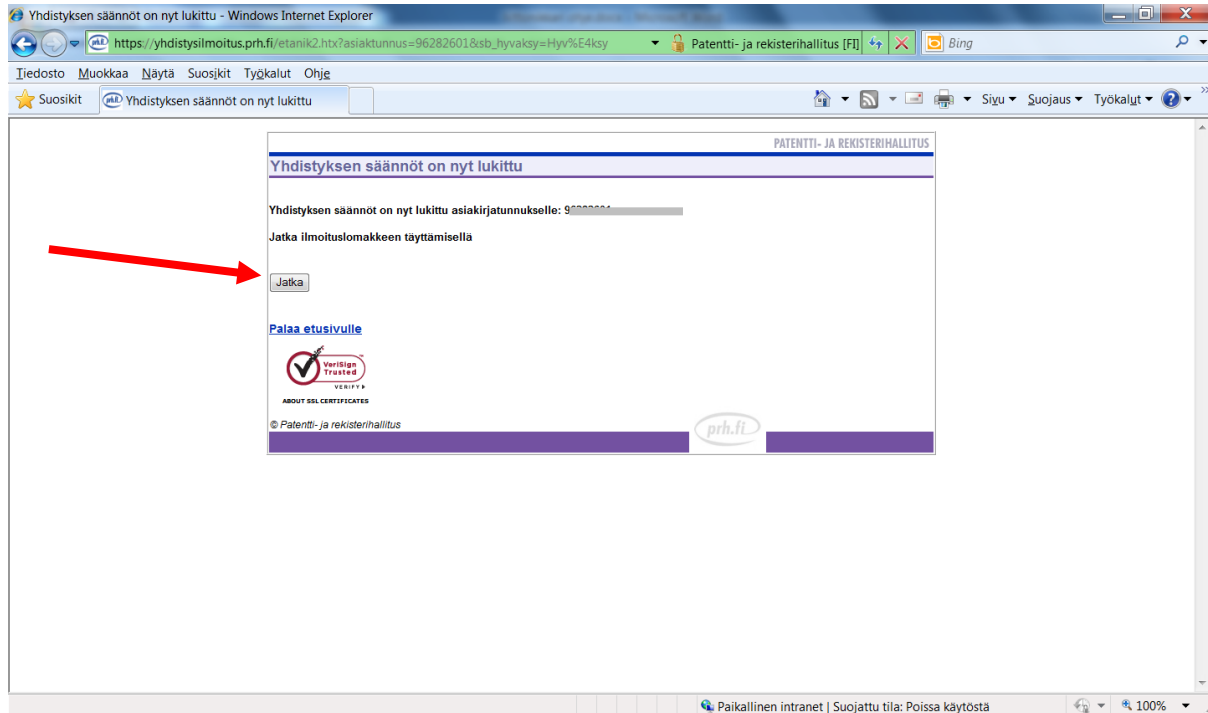 Yhdistyksen säännöt on nyt lukittu - Windows Internet Explorer
https://yhdistysilmoitus.prh.fi/etanik2.htx?asiaktunnus=96282601&sb_hyvaksy=Hyv%E4ksy
Patentti- ja rekisterihallitus [FI]
Bing
Tiedosto Muokkaa Näytä Suosikit Työkalut Ohje
Suosikit
Yhdistyksen säännöt on nyt lukittu
Sivu Suojaus Työkalut
PATENTTI- JA REKISTERIHALLITUS
Yhdistyksen säännöt on nyt lukittu
Yhdistyksen säännöt on nyt lukittu asiakirjatunnukselle:
Jatka ilmoituslomakkeen täyttämisellä
Jatka
Palaa etusivulle
VeriSign
Trusted
VERIFY
ABOUT SSL CERTIFICATES
© Patentti- ja rekisterihallitus
prh.fi
Paikallinen intranet | Suojattu tila: Poissa käytöstä
100%